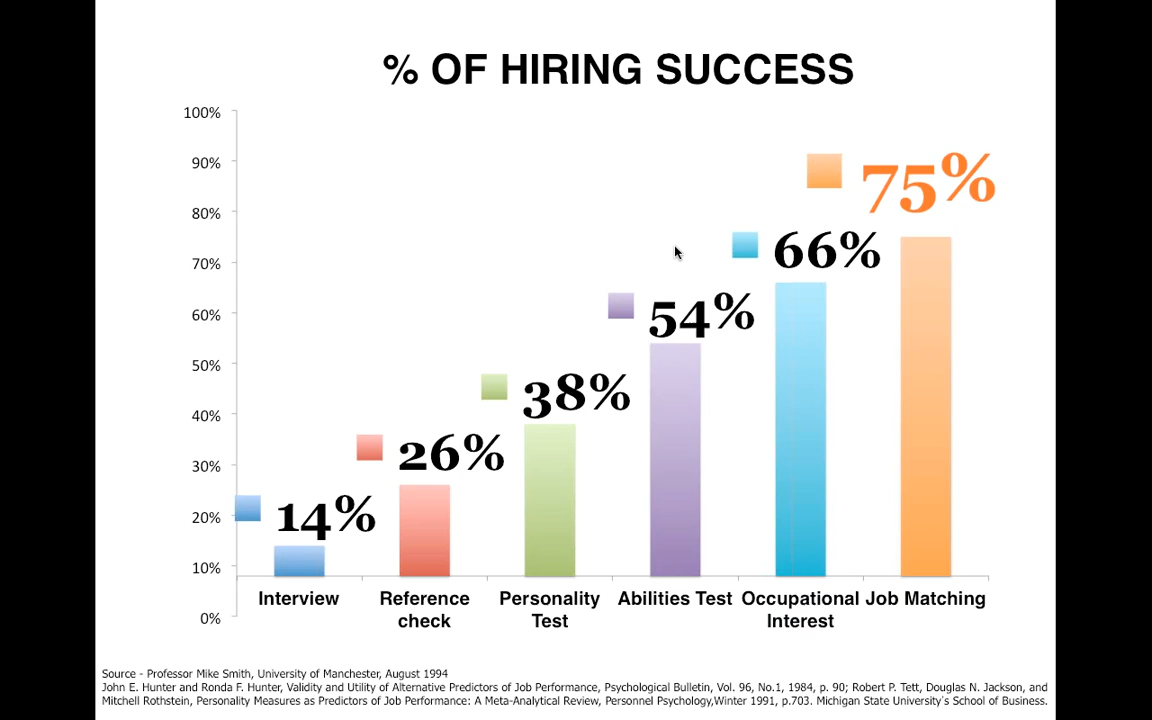 % OF HIRING SUCCESS
100%
90%
80%
70%
60%
50%
40%
30%
20%
10%
0%
14%
26%
38%
54%
66%
75%
Interview
Reference
check
Personality
Test
Abilities Test
Occupational
Interest
Job Matching
Source - Professor Mike Smith, University of Manchester, August 1994
John E. Hunter and Ronda F. Hunter, Validity and Utility of Alternative Predictors of Job Performance, Psychological Bulletin, Vol. 96, No.1, 1984, p. 90; Robert P. Tett, Douglas N. Jackson, and
Mitchell Rothstein, Personality Measures as Predictors of Job Performance: A Meta-Analytical Review, Personnel Psychology,Winter 1991, p.703. Michigan State University's School of Business.